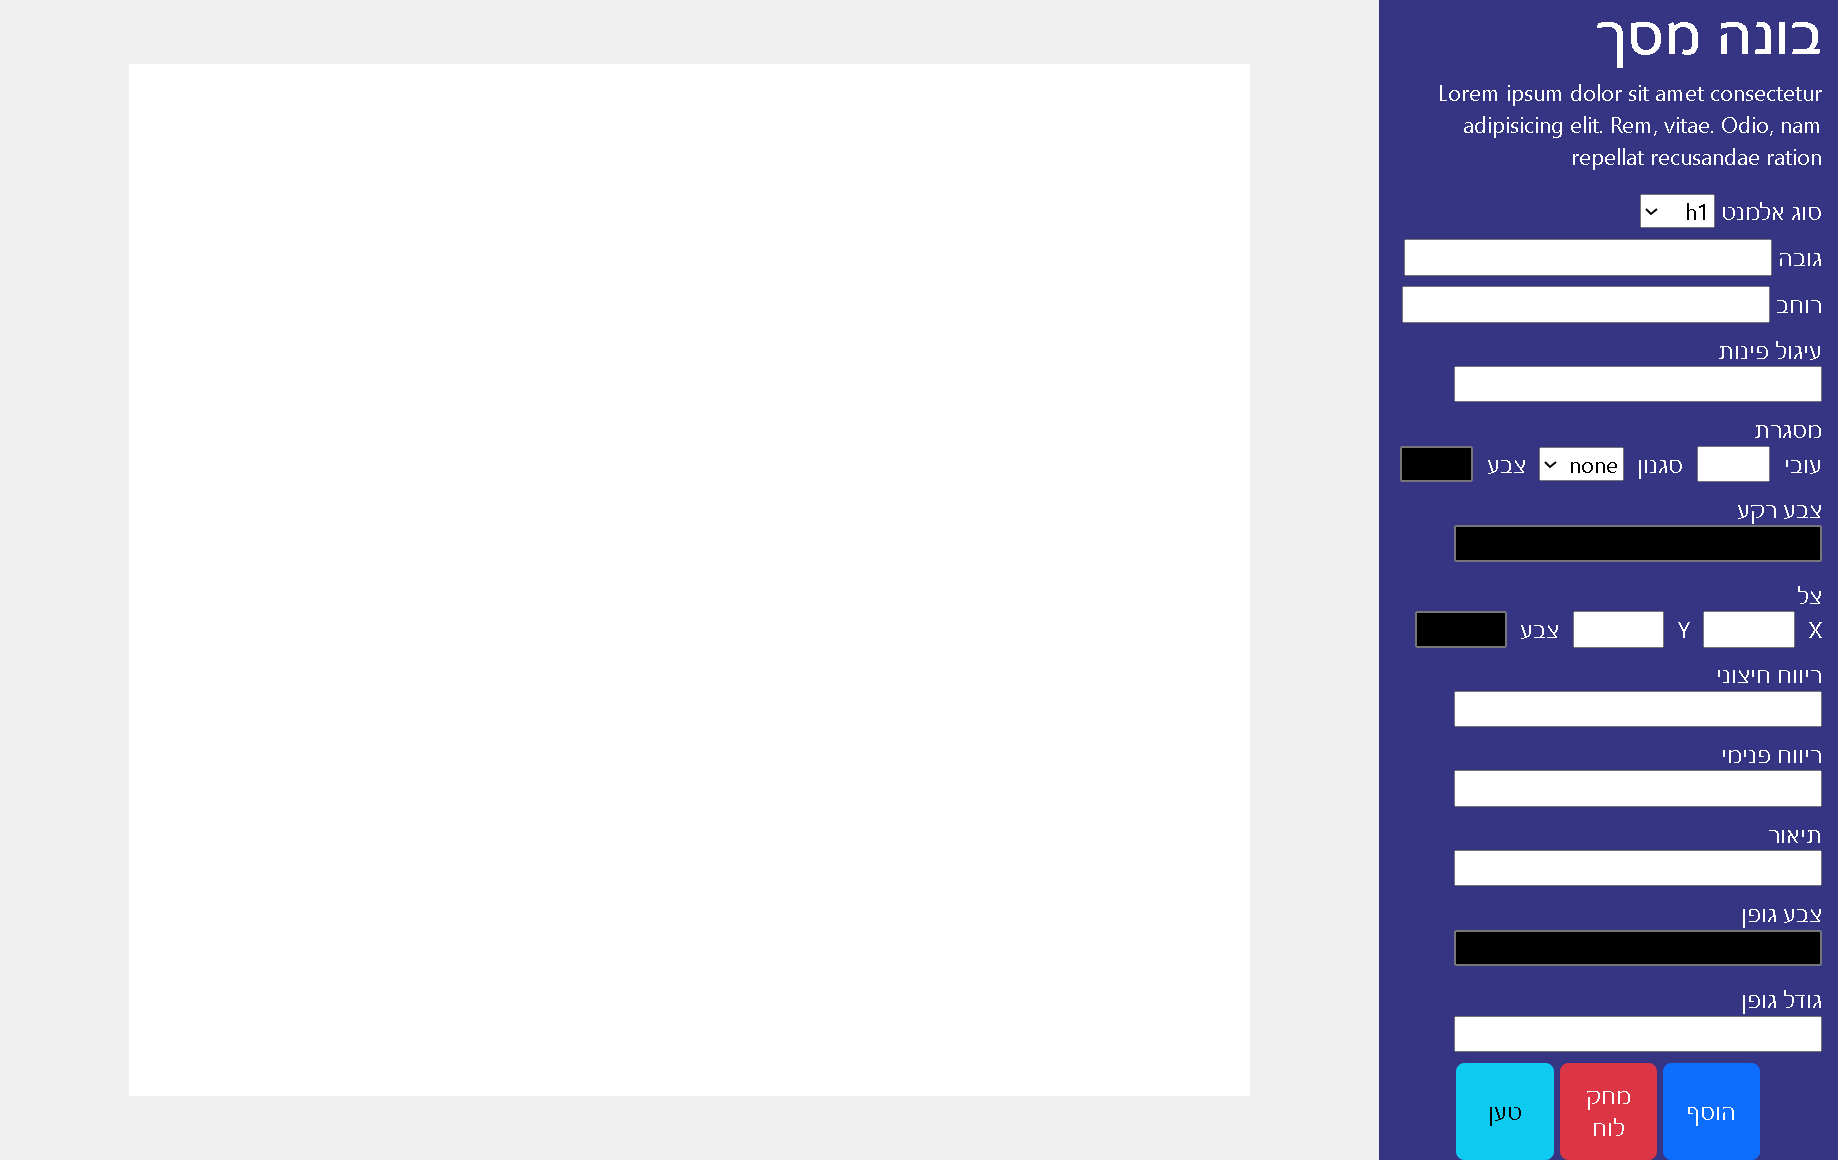 בונה מסך
Lorem ipsum dolor sit amet consectetur
adipisicing elit. Rem, vitae. Odio, nam
repellat recusandae ration
סוג אלמנט h1
גובה
רוחב
עיגול פינות
מסגרת
עובי סגנון none צבע
צבע רקע
צל
X Y צבע
ריווח חיצוני
ריווח פנימי
תיאור
צבע גופן
גודל גופן
הוסף
מחק
לוח
טען